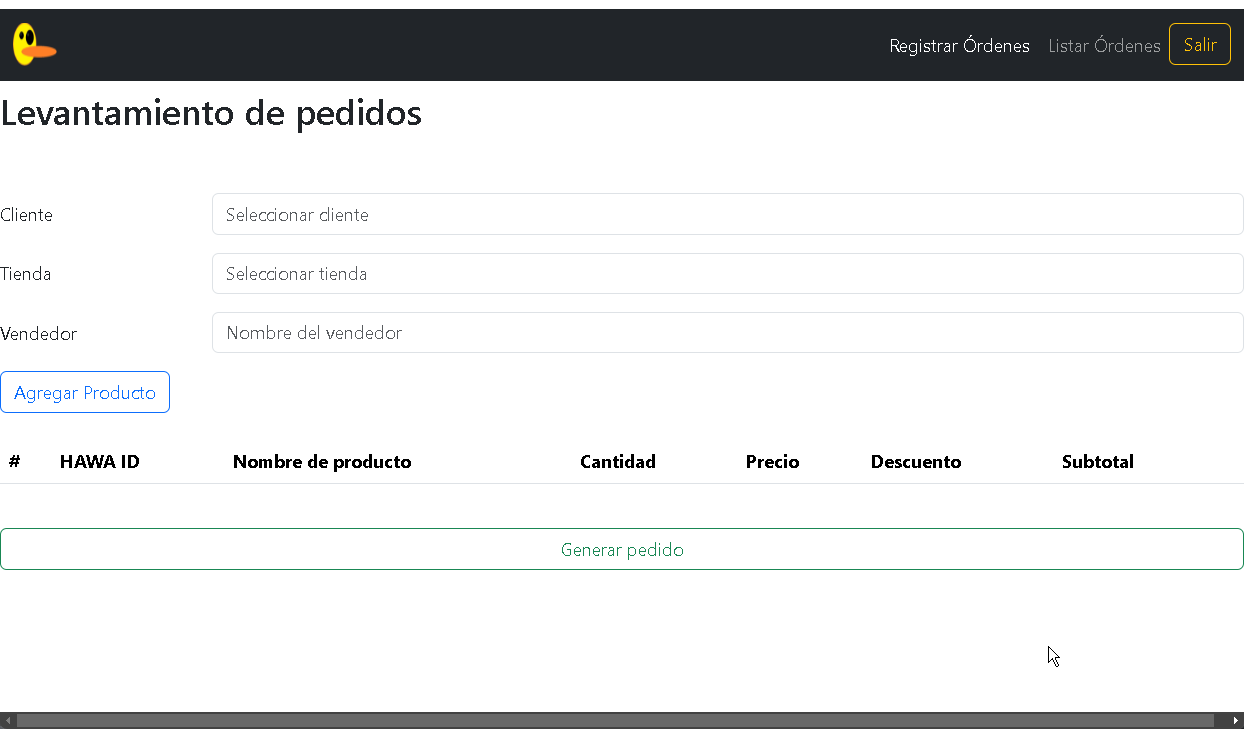 Registrar Órdenes Listar Órdenes Salir
Levantamiento de pedidos
Cliente Seleccionar cliente
Tienda Seleccionar tienda
Vendedor Nombre del vendedor
Agregar Producto
# HAWA ID Nombre de producto Cantidad Precio Descuento Subtotal
Generar pedido